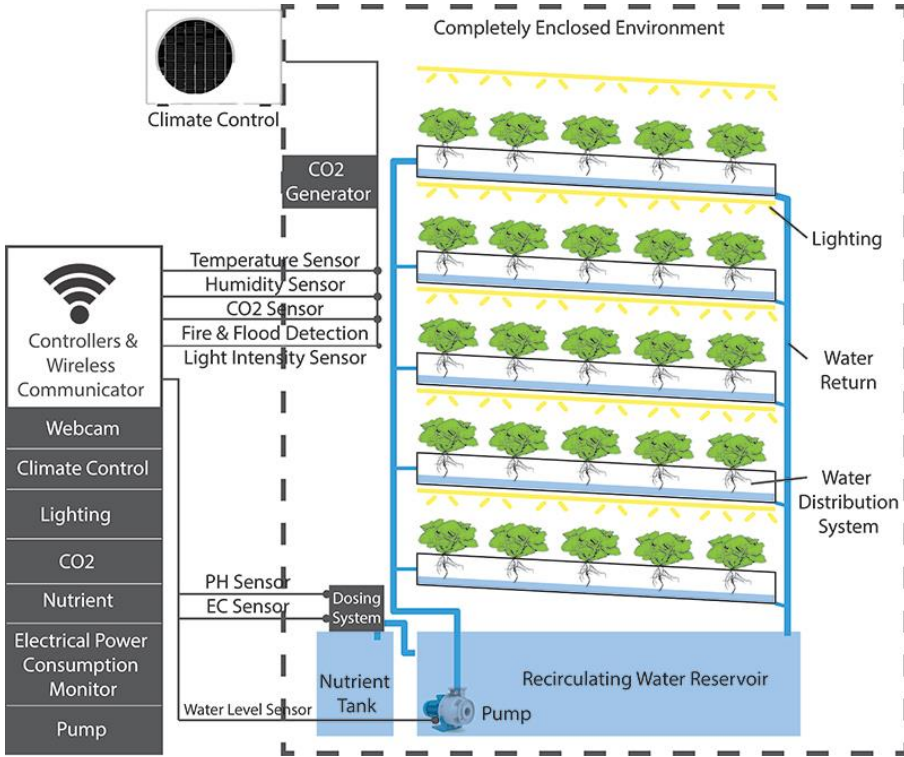 Completely Enclosed Environment
Climate Control
CO2
Generator
Lighting
Temperature Sensor
Humidity Sensor
CO2 Sensor
Fire & Flood Detection
Light Intensity Sensor
Controllers &
Wireless
Communicator
Webcam
Climate Control
Lighting
CO2
Nutrient
Electrical Power
Consumption
Monitor
Pump
Water
Return
Water
Distribution
System
PH Sensor
EC Sensor
Dosing
System
Nutrient
Tank
Recirculating Water Reservoir
Water Level Sensor
Pump